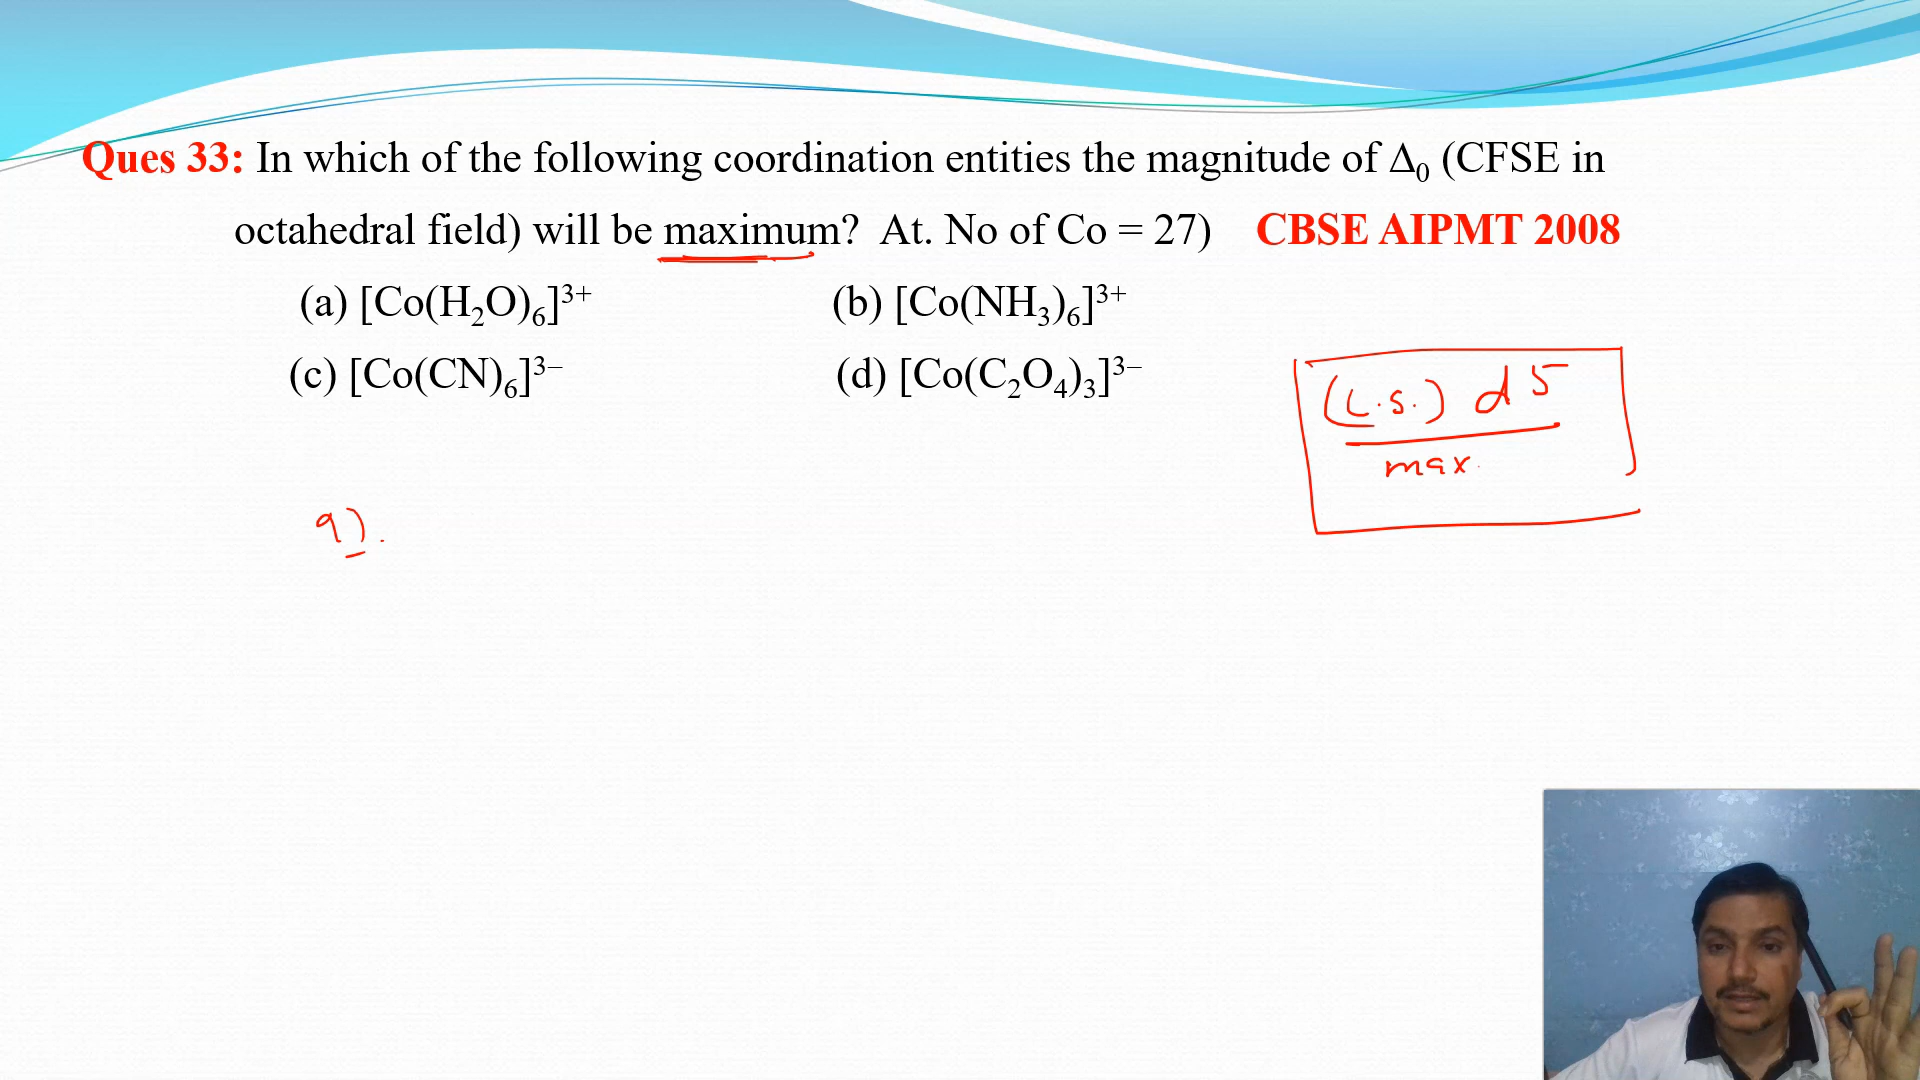 Ques 33: In which of the following coordination entities the magnitude of Δ₀ (CFSE in
octahedral field) will be maximum? At. No of Co = 27) CBSE AIPMT 2008
(a) [Co(H₂O)₆]³⁺ (b) [Co(NH₃)₆]³⁺
(c) [Co(CN)₆]³⁻ (d) [Co(C₂O₄)₃]³⁻
(L.S.) d⁵
max.
a).